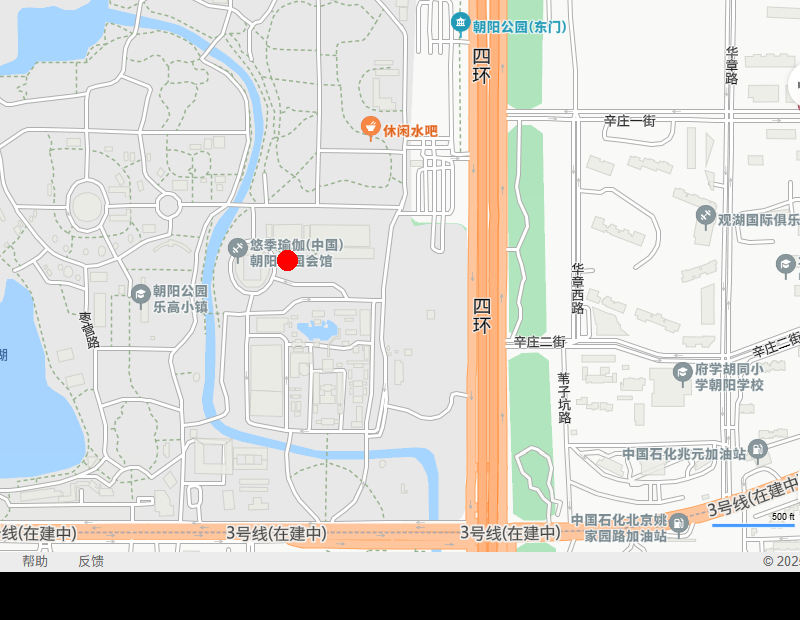 朝阳公园(东门)
四环
华章路
休闲水吧
辛庄一街
观湖国际俱乐
悠季瑜伽(中国)
朝阳公园会馆
华章西路
朝阳公园
乐高小镇
枣营路
四环
辛庄二街
辛庄二街
湖
府学胡同小
学朝阳学校
苇子坑路
中国石化兆元加油站
3号线(在建中)
500 ft
中国石化北京姚
家园路加油站
号线(在建中)
3号线(在建中)
3号线(在建中)
帮助
反馈
© 202